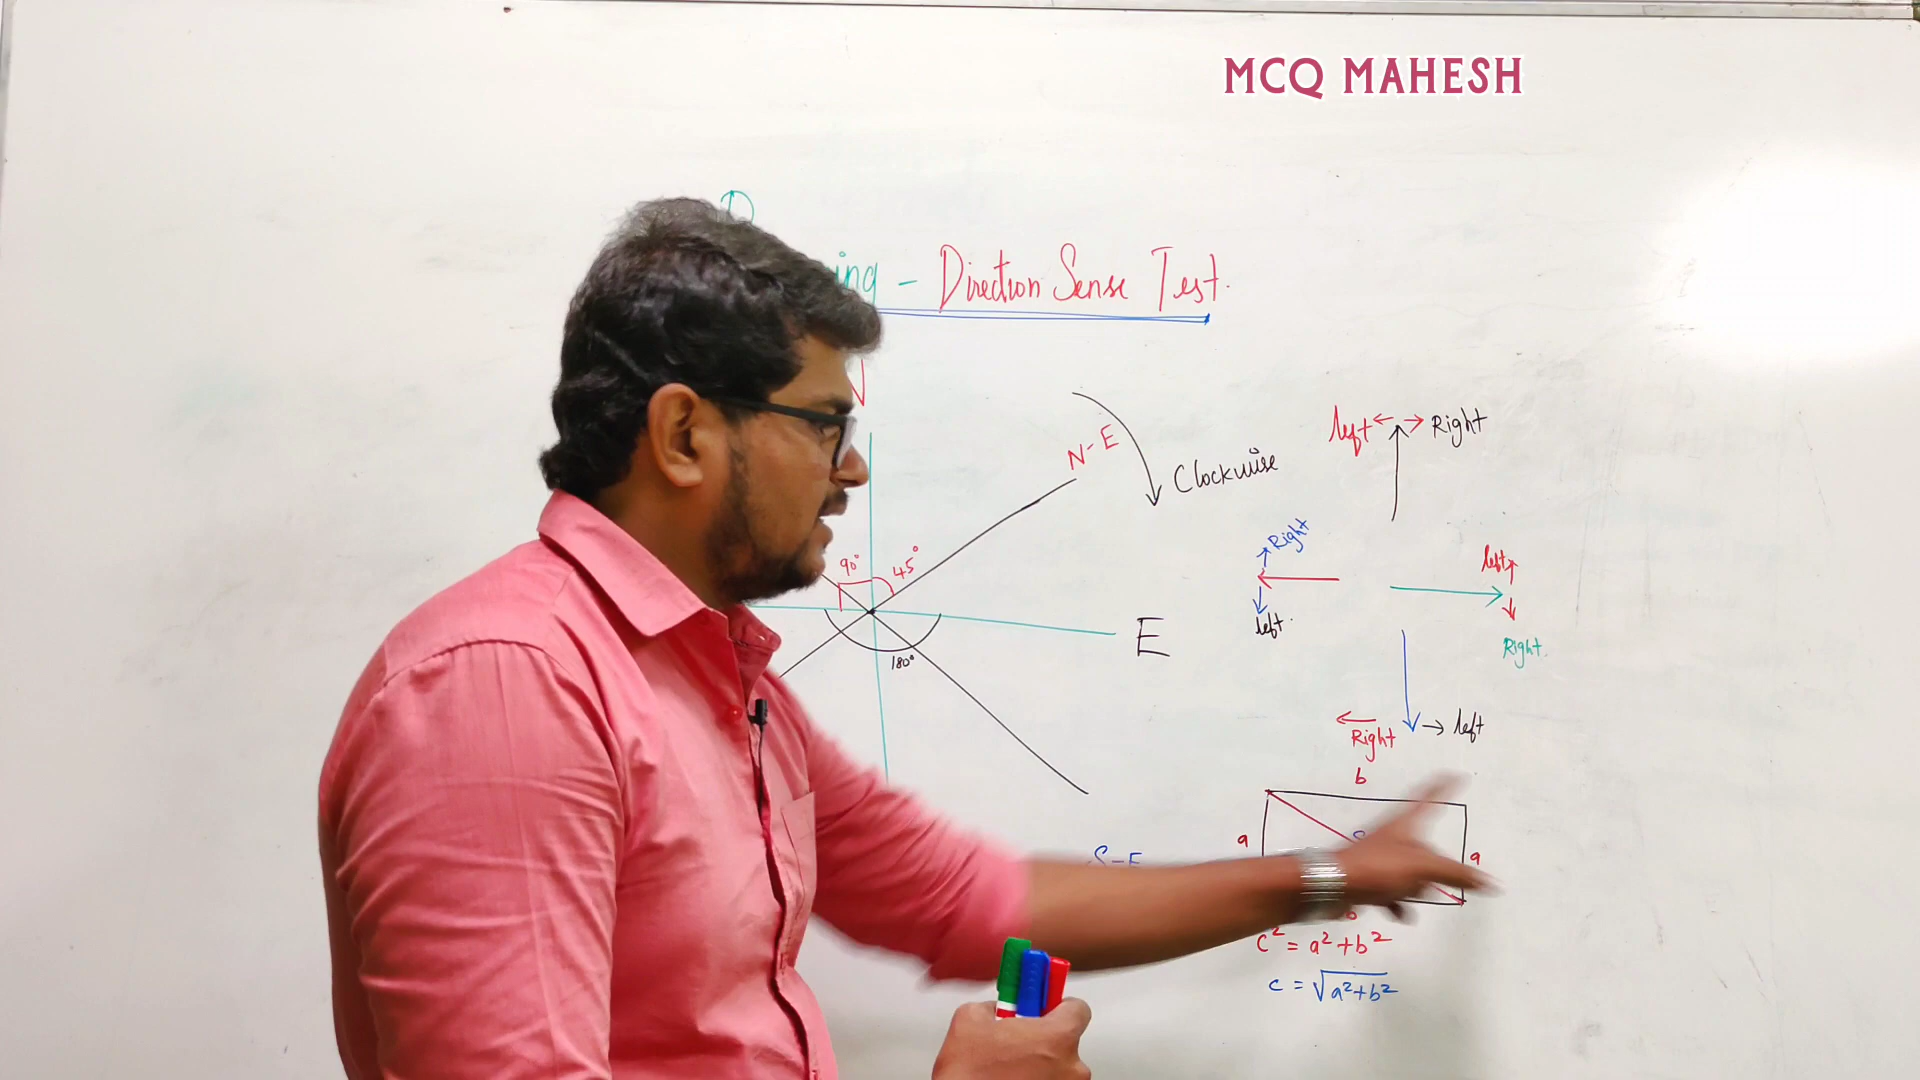 MCQ MAHESH
ing - Direction Sense Test.
N
N-E
Clockwise
left Right
90° 45°
Right
left
left.
Right.
E
180°
left
Right
b
a
a
S-E
c² = a² + b²
c = √a²+b²